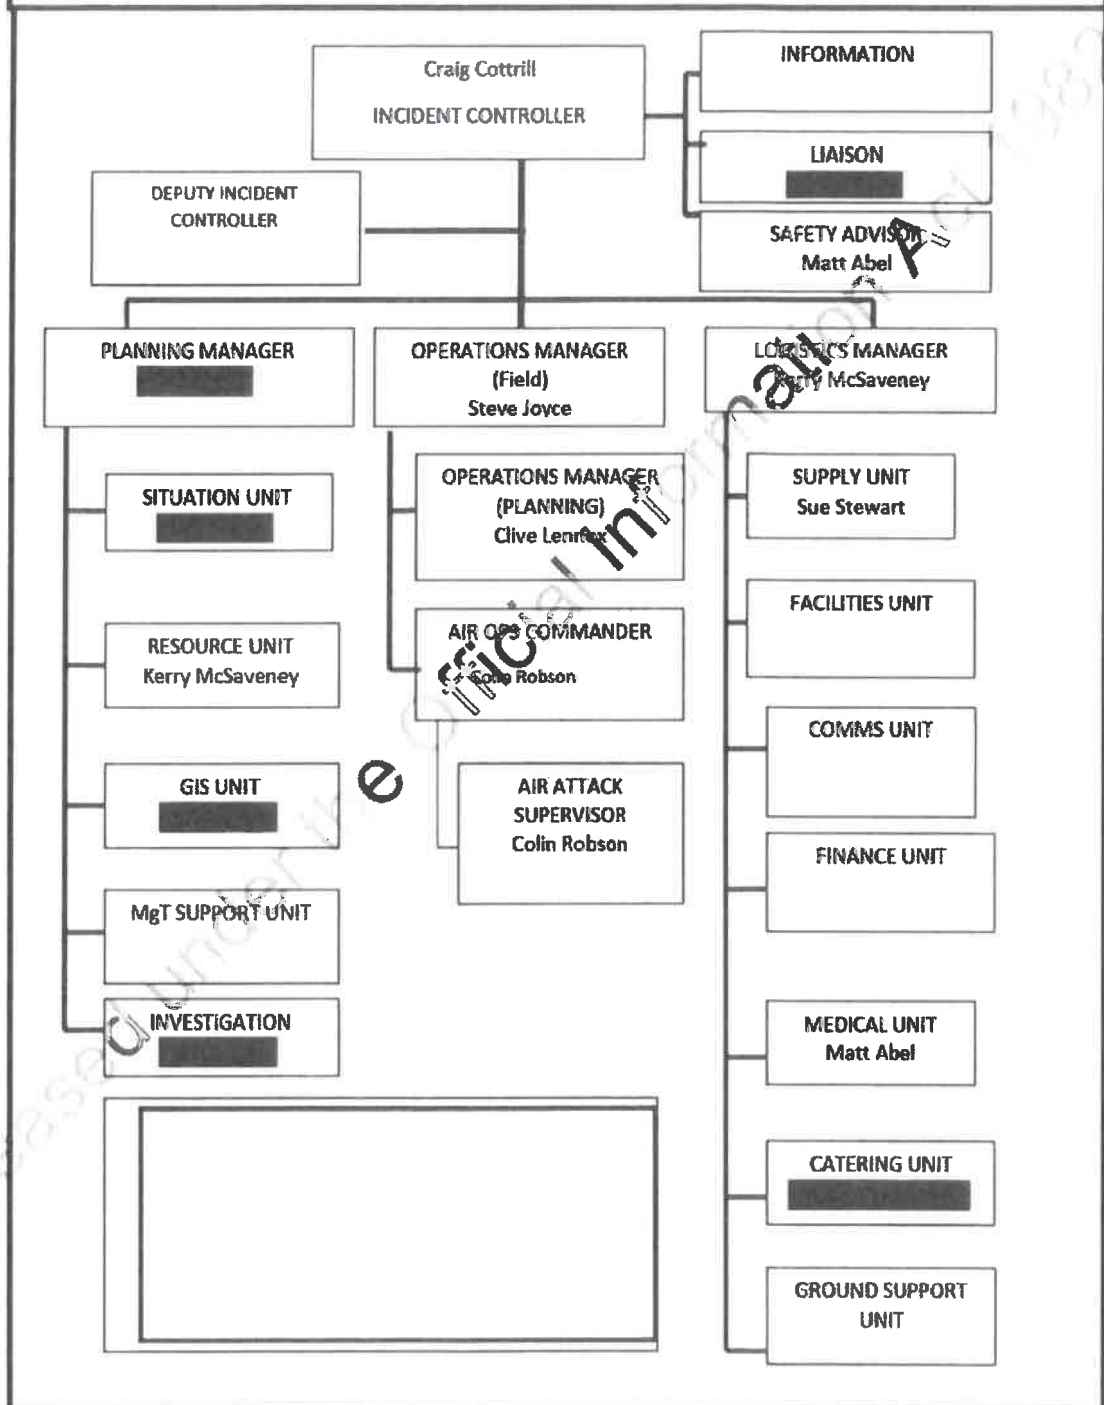 Craig Cottrill
INCIDENT CONTROLLER
INFORMATION
LIAISON
DEPUTY INCIDENT
CONTROLLER
SAFETY ADVISOR
Matt Abel
PLANNING MANAGER
OPERATIONS MANAGER
(Field)
Steve Joyce
LOGISTICS MANAGER
Kerry McSaveney
SITUATION UNIT
OPERATIONS MANAGER
(PLANNING)
Clive Lennox
SUPPLY UNIT
Sue Stewart
RESOURCE UNIT
Kerry McSaveney
AIR OPS COMMANDER
Colin Robson
FACILITIES UNIT
GIS UNIT
AIR ATTACK
SUPERVISOR
Colin Robson
COMMS UNIT
FINANCE UNIT
MgT SUPPORT UNIT
INVESTIGATION
MEDICAL UNIT
Matt Abel
CATERING UNIT
GROUND SUPPORT
UNIT
under the Official Information Act 1982